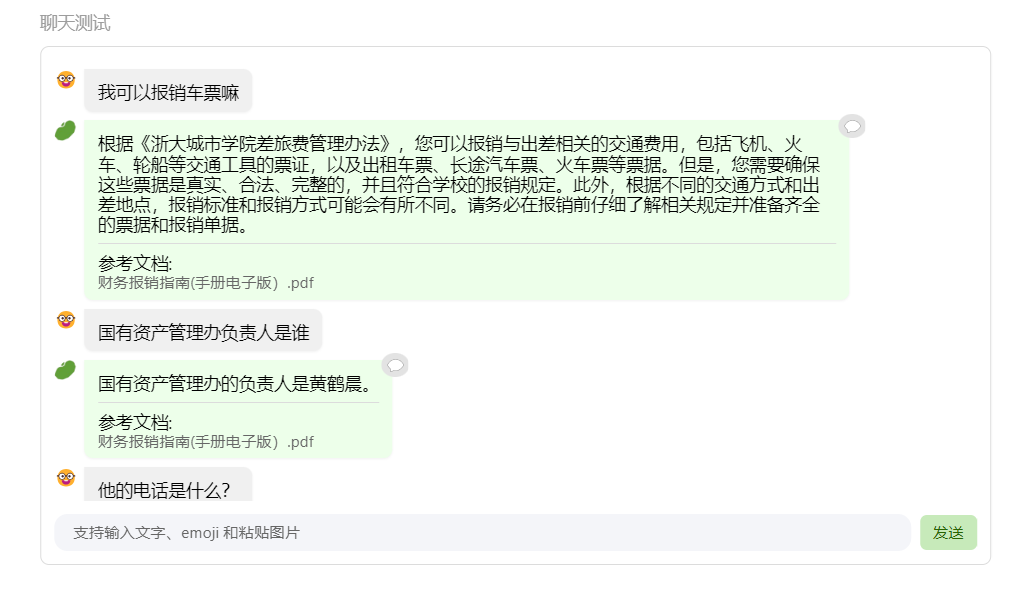 聊天测试
我可以报销车票嘛
根据《浙大城市学院差旅费管理办法》，您可以报销与出差相关的交通费用，包括飞机、火
车、轮船等交通工具的票证，以及出租车票、长途汽车票、火车票等票据。但是，您需要确保
这些票据是真实、合法、完整的，并且符合学校的报销规定。此外，根据不同的交通方式和出
差地点，报销标准和报销方式可能会有所不同。请务必在报销前仔细了解相关规定并准备齐全
的票据和报销单据。
参考文档:
财务报销指南(手册电子版）.pdf
国有资产管理办负责人是谁
国有资产管理办的负责人是黄鹤晨。
参考文档:
财务报销指南(手册电子版）.pdf
他的电话是什么?
支持输入文字、emoji 和粘贴图片
发送